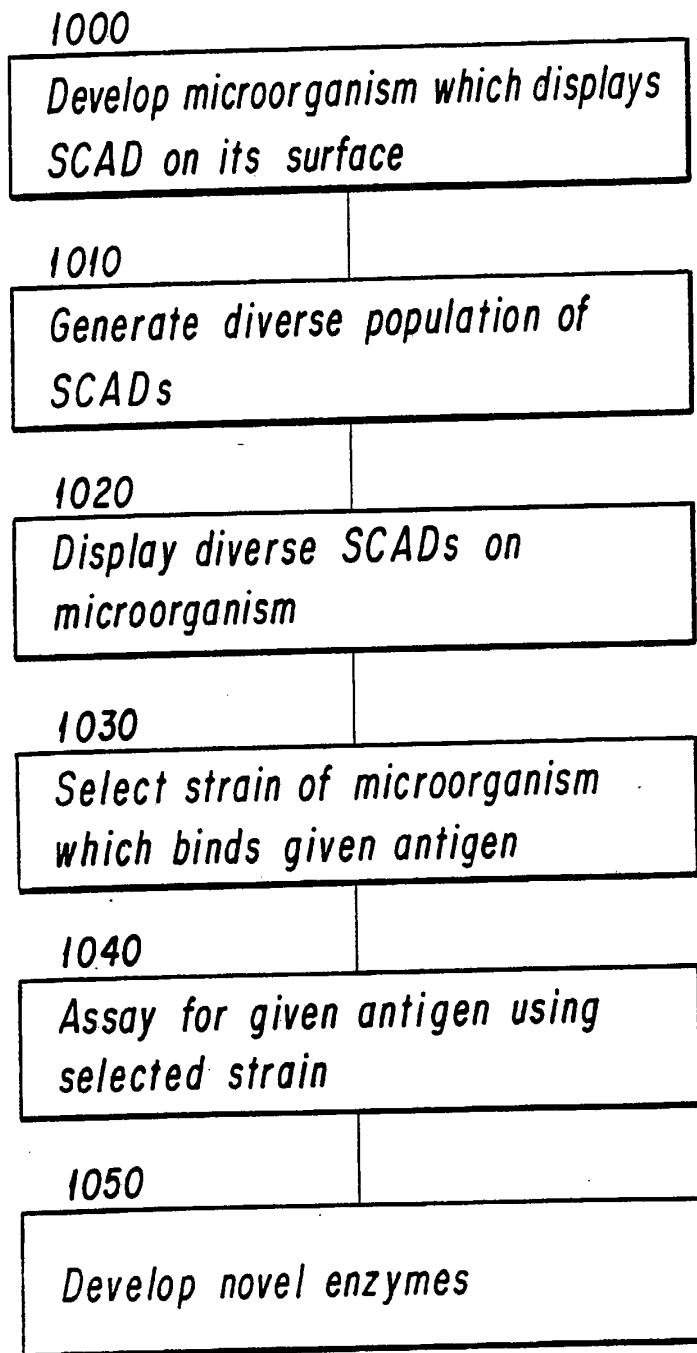 1000
Develop microorganism which displays
SCAD on its surface
1010
Generate diverse population of
SCADs
1020
Display diverse SCADs on
microorganism
1030
Select strain of microorganism
which binds given antigen
1040
Assay for given antigen using
selected strain
1050
Develop novel enzymes